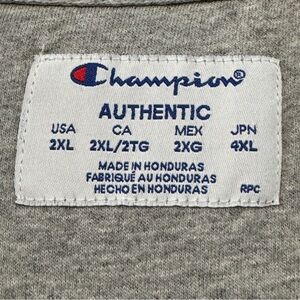 Champion®
AUTHENTIC
USA CA MEX JPN
2XL 2XL/2TG 2XG 4XL
MADE IN HONDURAS
FABRIQUÉ AU HONDURAS
HECHO EN HONDURAS RPC